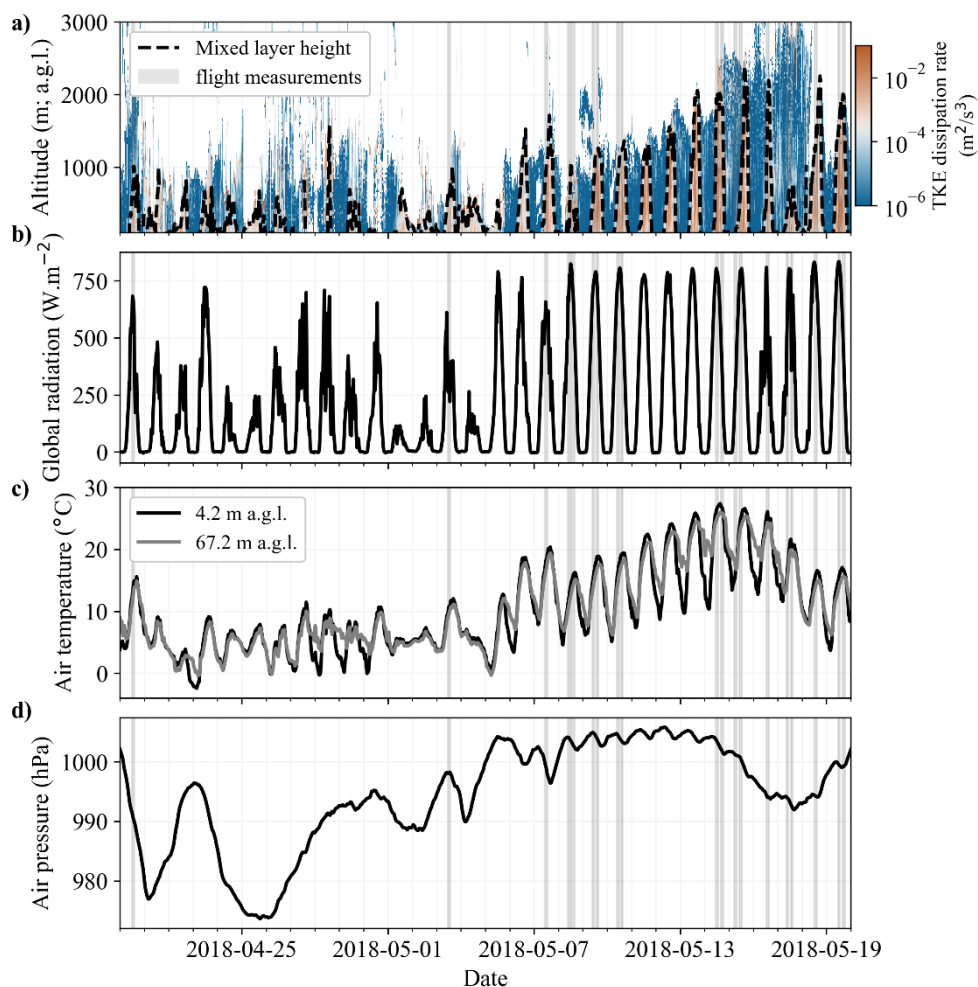 a)
3000
2000
1000
Altitude (m; a.g.l.)
Mixed layer height
flight measurements
10⁻²
10⁻⁴
10⁻⁶
TKE dissipation rate
(m²/s³)
b)
750
500
250
0
Global radiation (W.m⁻²)
c)
30
20
10
0
Air temperature (°C)
4.2 m a.g.l.
67.2 m a.g.l.
d)
1000
990
980
Air pressure (hPa)
2018-04-25
2018-05-01
2018-05-07
2018-05-13
2018-05-19
Date